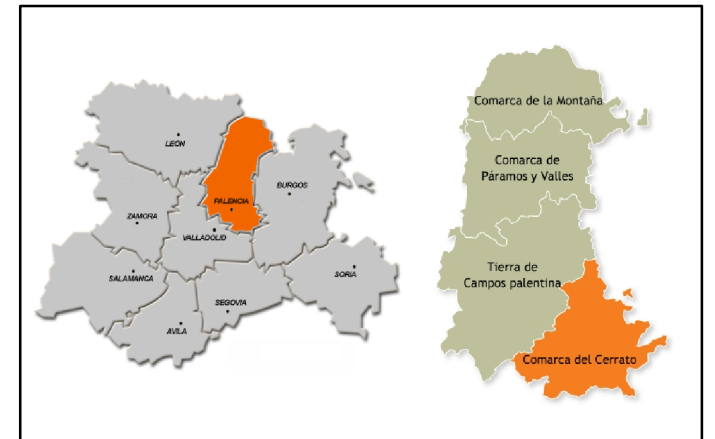 LEÓN
BURGOS
PALENCIA
ZAMORA
VALLADOLID
SALAMANCA
SORIA
SEGOVIA
AVILA
Comarca de la Montaña
Comarca de
Páramos y Valles
Tierra de
Campos palentina
Comarca del Cerrato